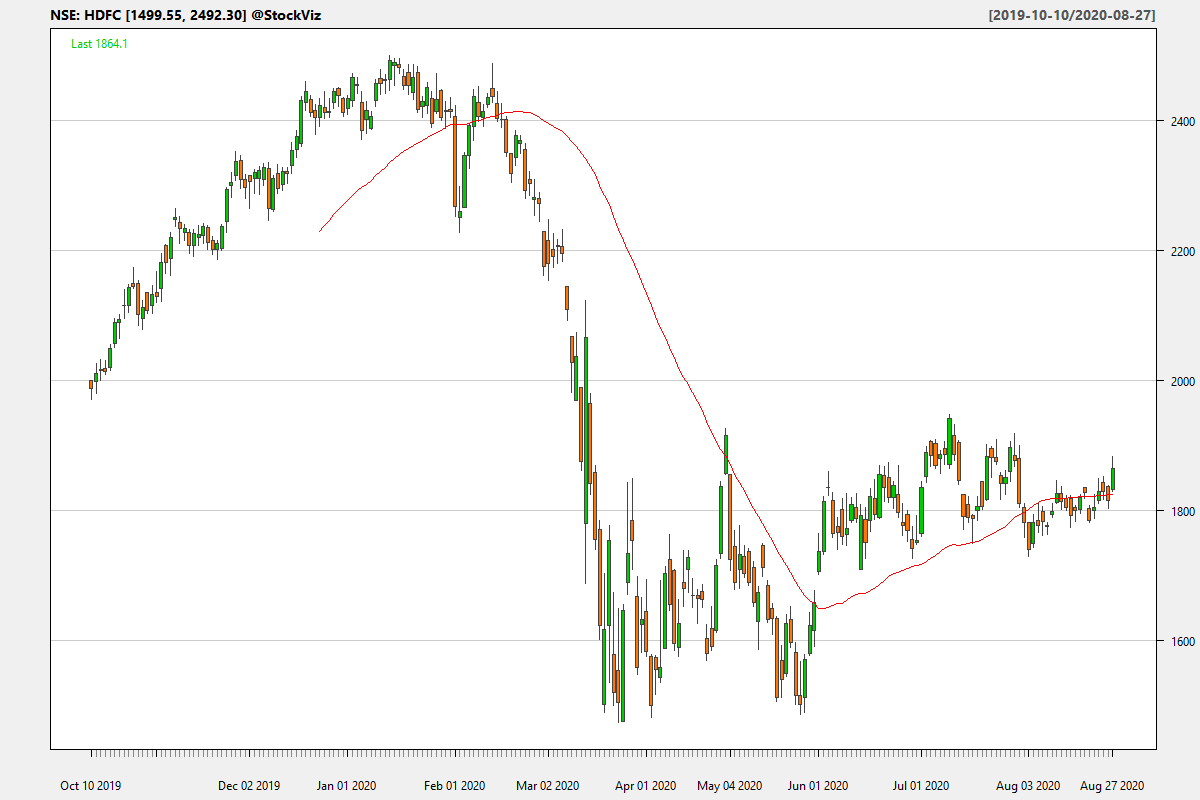 NSE: HDFC [1499.55, 2492.30] @StockViz
[2019-10-10/2020-08-27]
Last 1864.1
2400
2200
2000
1800
1600
Oct 10 2019
Dec 02 2019
Jan 01 2020
Feb 01 2020
Mar 02 2020
Apr 01 2020
May 04 2020
Jun 01 2020
Jul 01 2020
Aug 03 2020
Aug 27 2020